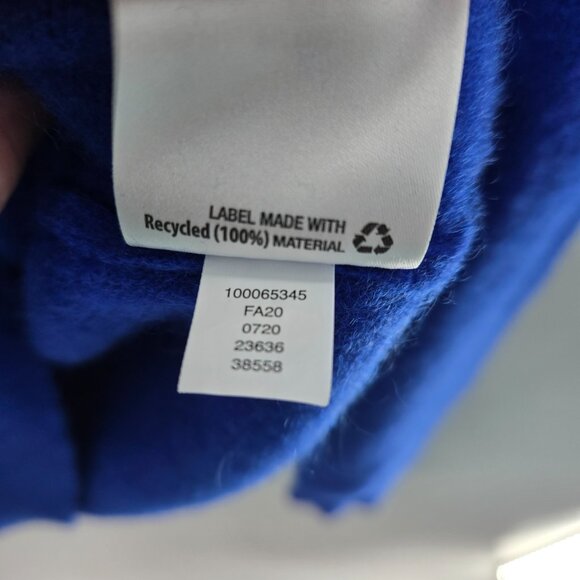 LABEL MADE WITH
Recycled (100%) MATERIAL
100065345
FA20
0720
23636
38558